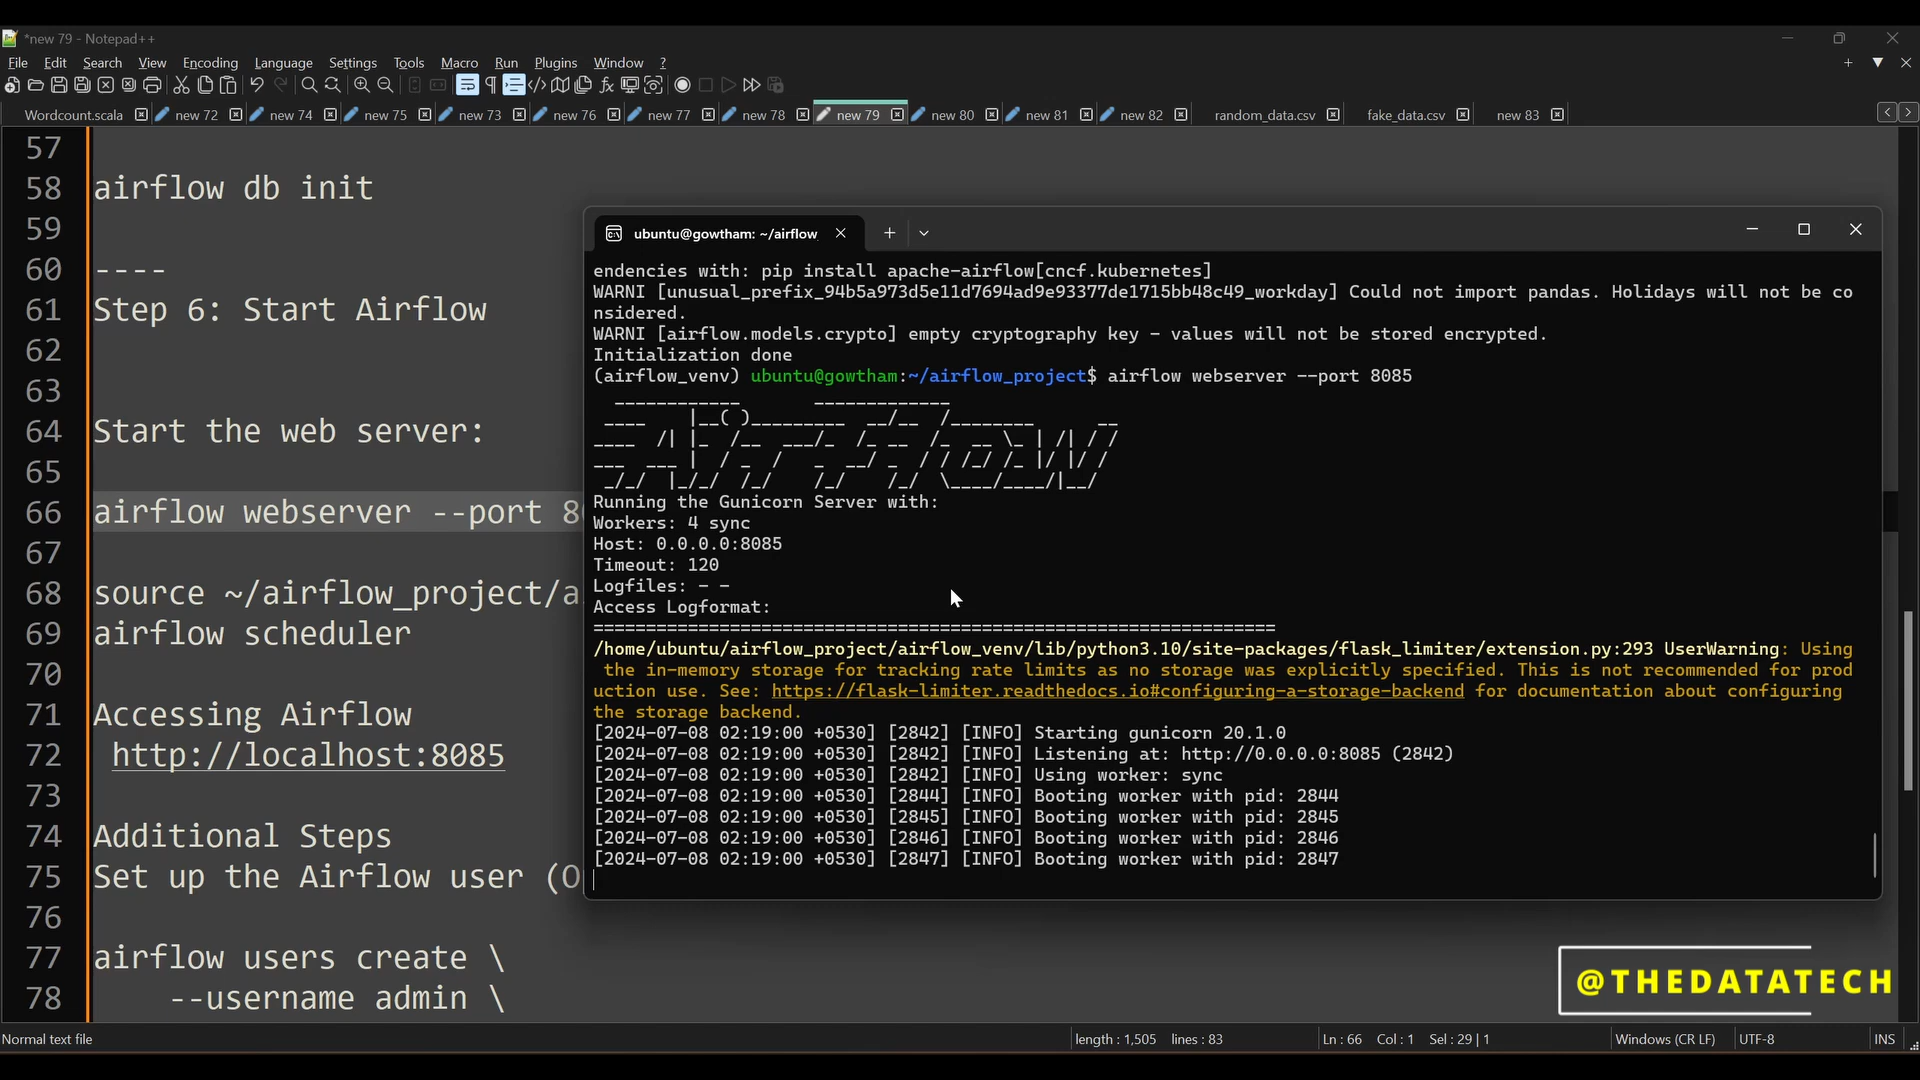 *new 79 - Notepad++
File Edit Search View Encoding Language Settings Tools Macro Run Plugins Window ?
Wordcount.scala new 72 new 74 new 75 new 73 new 76 new 77 new 78 new 79 new 80 new 81 new 82 random_data.csv fake_data.csv new 83
57
58 airflow db init
59
60 ----
61 Step 6: Start Airflow
62
63
64 Start the web server:
65
66 airflow webserver --port 80
67
68 source ~/airflow_project/a
69 airflow scheduler
70
71 Accessing Airflow
72 http://localhost:8085
73
74 Additional Steps
75 Set up the Airflow user (O
76
77 airflow users create \
78 --username admin \
ubuntu@gowtham: ~/airflow
endencies with: pip install apache-airflow[cncf.kubernetes]
WARNI [unusual_prefix_94b5a973d5e11d7694ad9e93377de1715bb48c49_workday] Could not import pandas. Holidays will not be co
nsidered.
WARNI [airflow.models.crypto] empty cryptography key - values will not be stored encrypted.
Initialization done
(airflow_venv) ubuntu@gowtham:~/airflow_project$ airflow webserver --port 8085
Airflow
Running the Gunicorn Server with:
Workers: 4 sync
Host: 0.0.0.0:8085
Timeout: 120
Logfiles: - -
Access Logformat:
=================================================================
/home/ubuntu/airflow_project/airflow_venv/lib/python3.10/site-packages/flask_limiter/extension.py:293 UserWarning: Using
the in-memory storage for tracking rate limits as no storage was explicitly specified. This is not recommended for prod
uction use. See: https://flask-limiter.readthedocs.io#configuring-a-storage-backend for documentation about configuring
the storage backend.
[2024-07-08 02:19:00 +0530] [2842] [INFO] Starting gunicorn 20.1.0
[2024-07-08 02:19:00 +0530] [2842] [INFO] Listening at: http://0.0.0.0:8085 (2842)
[2024-07-08 02:19:00 +0530] [2842] [INFO] Using worker: sync
[2024-07-08 02:19:00 +0530] [2844] [INFO] Booting worker with pid: 2844
[2024-07-08 02:19:00 +0530] [2845] [INFO] Booting worker with pid: 2845
[2024-07-08 02:19:00 +0530] [2846] [INFO] Booting worker with pid: 2846
[2024-07-08 02:19:00 +0530] [2847] [INFO] Booting worker with pid: 2847
@THEDATATECH
Normal text file length : 1,505 lines : 83 Ln : 66 Col : 1 Sel : 29 | 1 Windows (CR LF) UTF-8 INS